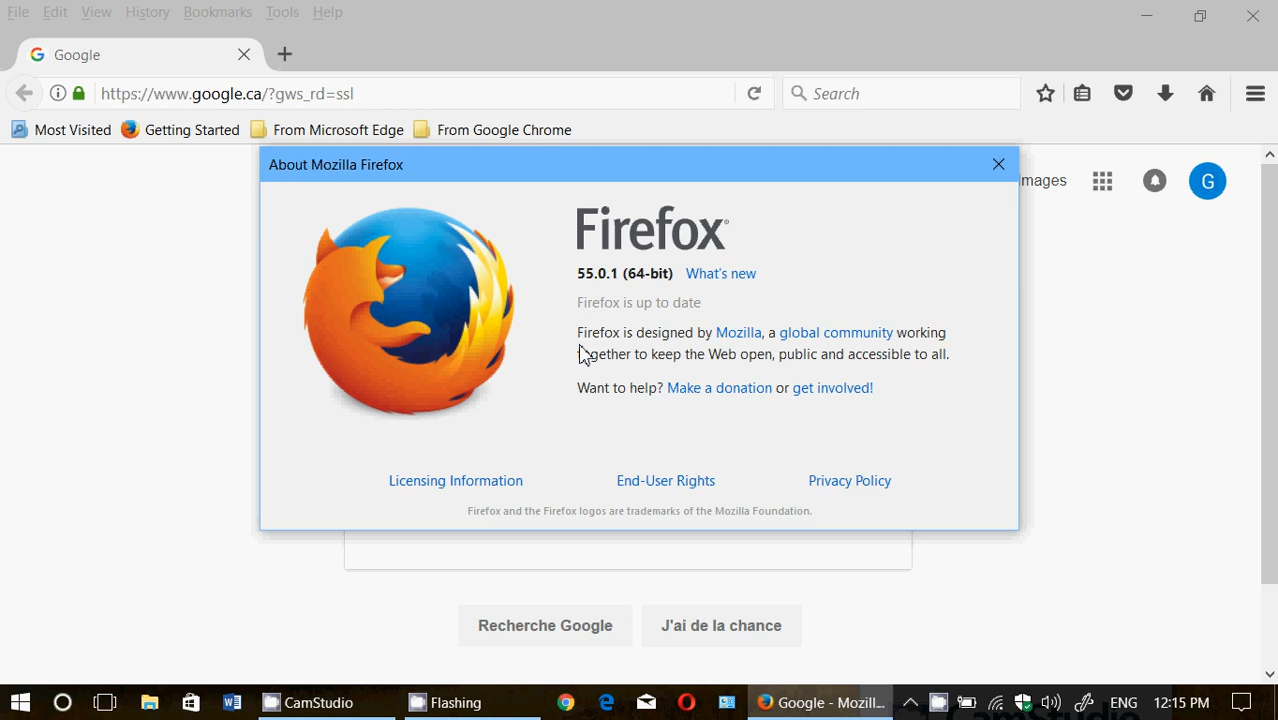 File Edit View History Bookmarks Tools Help
Google
https://www.google.ca/?gws_rd=ssl
Search
Most Visited Getting Started From Microsoft Edge From Google Chrome
About Mozilla Firefox
mages
G
Firefox
55.0.1 (64-bit) What's new
Firefox is up to date
Firefox is designed by Mozilla, a global community working
together to keep the Web open, public and accessible to all.
Want to help? Make a donation or get involved!
Licensing Information End-User Rights Privacy Policy
Firefox and the Firefox logos are trademarks of the Mozilla Foundation.
Recherche Google J'ai de la chance
CamStudio Flashing Google - Mozill... ENG 12:15 PM
CamStudio